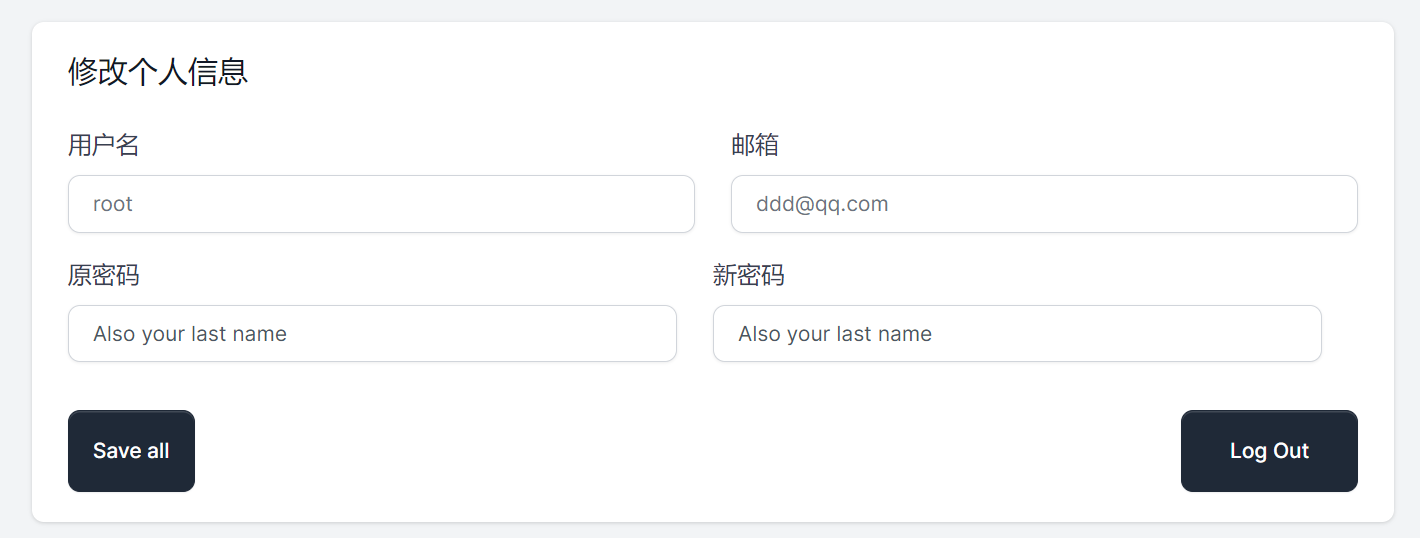 修改个人信息
用户名
邮箱
root
ddd@qq.com
原密码
新密码
Also your last name
Also your last name
Save all
Log Out